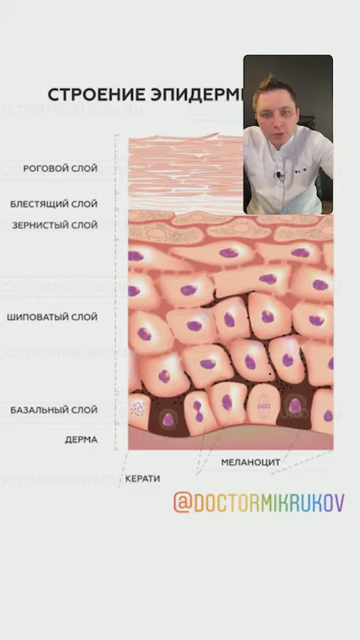 СТРОЕНИЕ ЭПИДЕРМ
РОГОВОЙ СЛОЙ
БЛЕСТЯЩИЙ СЛОЙ
ЗЕРНИСТЫЙ СЛОЙ
ШИПОВАТЫЙ СЛОЙ
БАЗАЛЬНЫЙ СЛОЙ
ДЕРМА
МЕЛАНОЦИТ
КЕРАТИ
@DOCTORMIKRUKOV